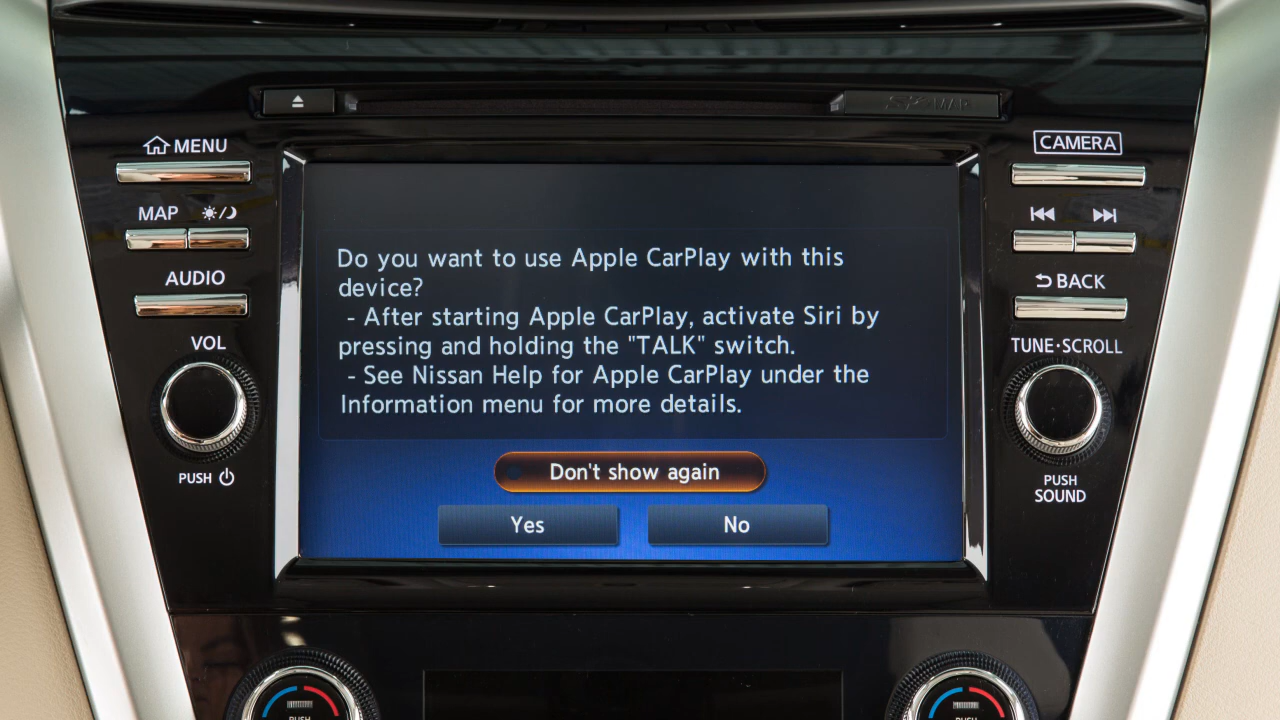 MENU
CAMERA
MAP
AUDIO
BACK
VOL
TUNE·SCROLL
Do you want to use Apple CarPlay with this
device?
- After starting Apple CarPlay, activate Siri by
pressing and holding the "TALK" switch.
- See Nissan Help for Apple CarPlay under the
Information menu for more details.
Don't show again
Yes
No
PUSH
PUSH
SOUND
PUSH
PUSH